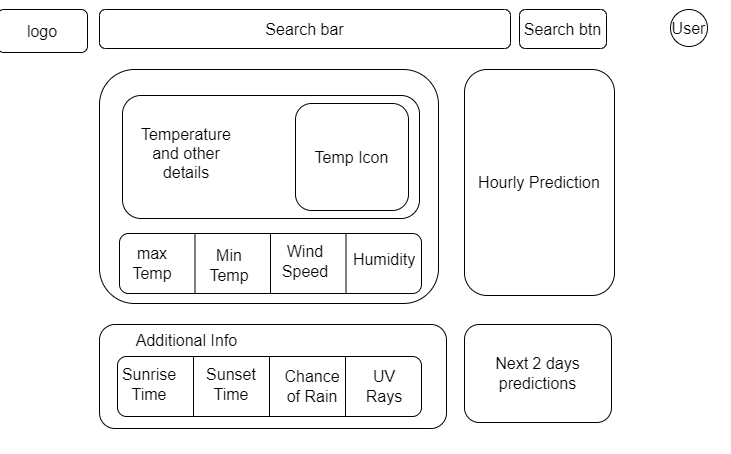 logo
Search bar
Search btn
User
Temperature
and other
details
Temp Icon
Hourly Prediction
max
Temp
Min
Temp
Wind
Speed
Humidity
Additional Info
Sunrise
Time
Sunset
Time
Chance
of Rain
UV
Rays
Next 2 days
predictions